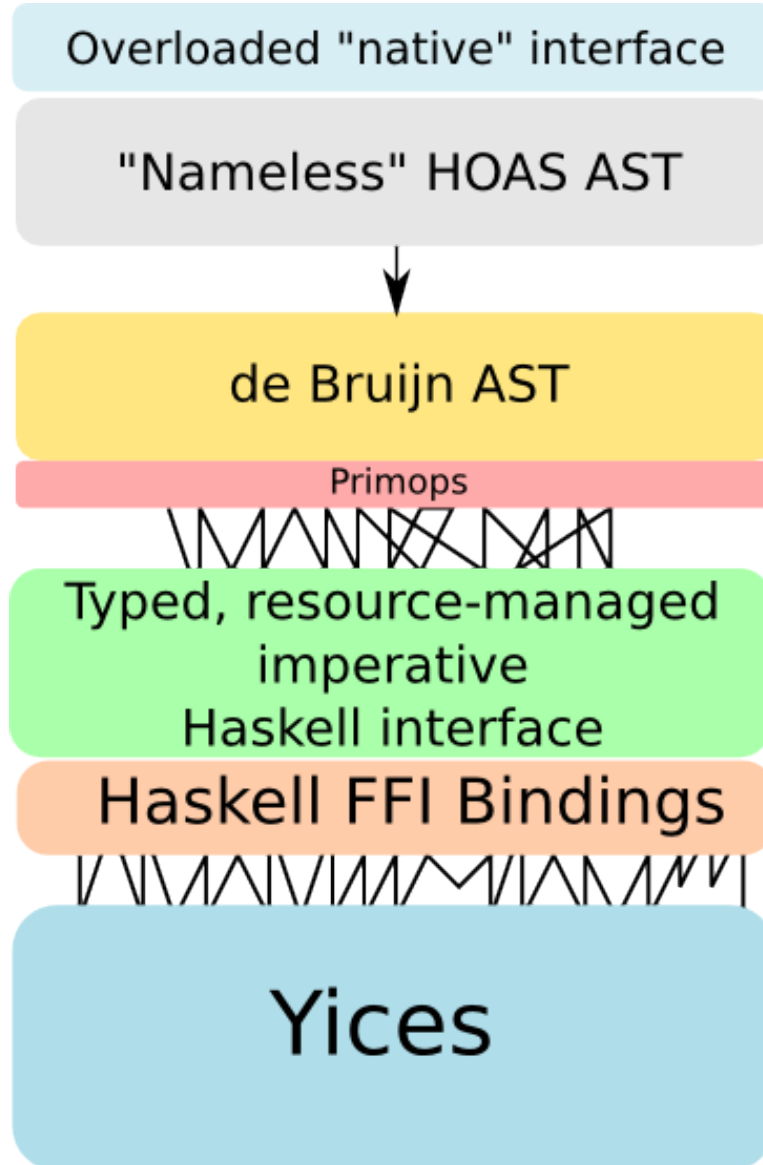 Overloaded "native" interface
"Nameless" HOAS AST
de Bruijn AST
Primops
Typed, resource-managed
imperative
Haskell interface
Haskell FFI Bindings
Yices